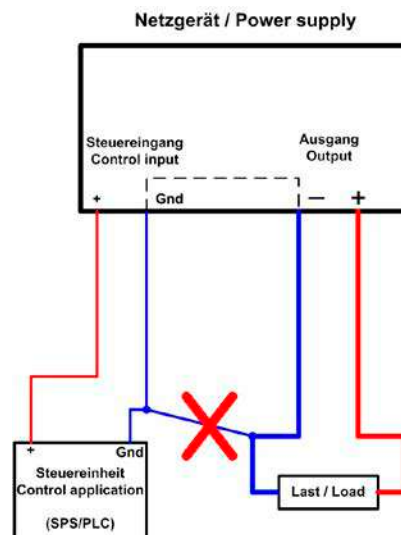 Netzgerät / Power supply
Steuereingang
Control input
Ausgang
Output
+
Gnd
−
+
+
Gnd
Steuereinheit
Control application
(SPS/PLC)
Last / Load